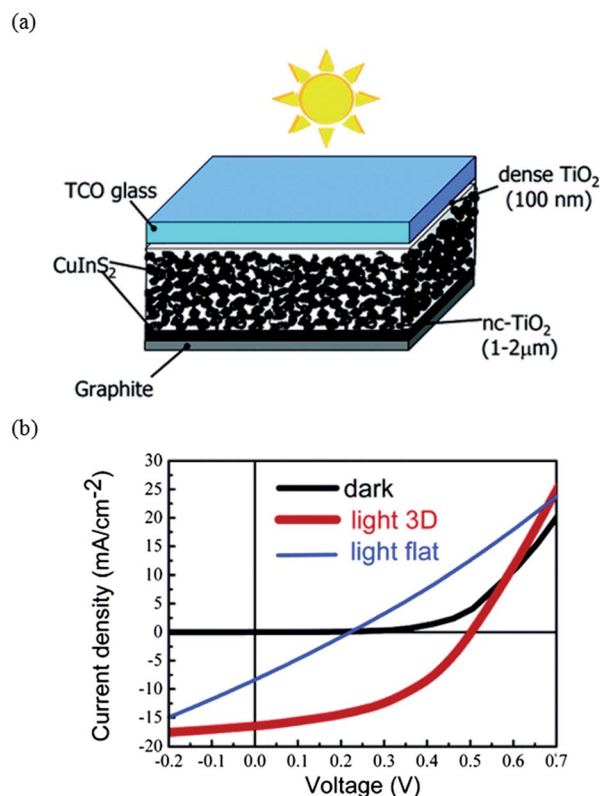 (a)
TCO glass
dense TiO₂
(100 nm)
CuInS₂
nc-TiO₂
(1-2μm)
Graphite
(b)
Current density (mA/cm⁻²)
30
25
20
15
10
5
0
-5
-10
-15
-20
dark
light 3D
light flat
-0.2 -0.1 0.0 0.1 0.2 0.3 0.4 0.5 0.6 0.7
Voltage (V)